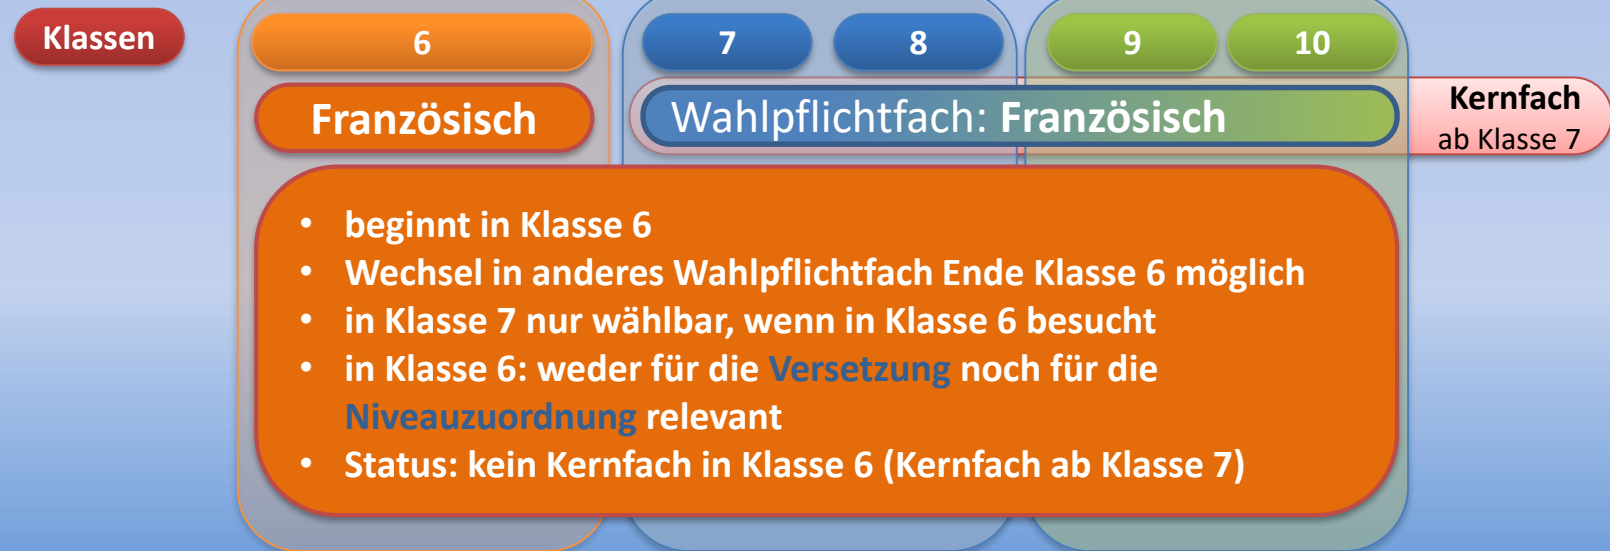 Klassen
6
7
8
9
10
Französisch
Wahlpflichtfach: Französisch
Kernfach
ab Klasse 7
• beginnt in Klasse 6
• Wechsel in anderes Wahlpflichtfach Ende Klasse 6 möglich
• in Klasse 7 nur wählbar, wenn in Klasse 6 besucht
• in Klasse 6: weder für die Versetzung noch für die
Niveauzuordnung relevant
• Status: kein Kernfach in Klasse 6 (Kernfach ab Klasse 7)